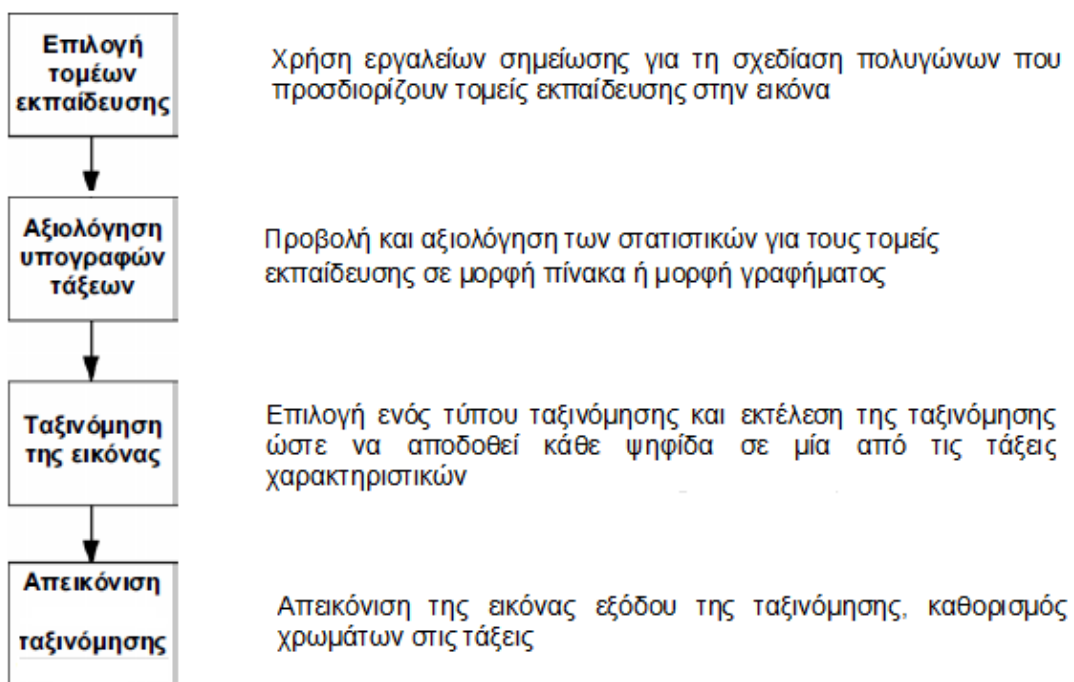 Επιλογή
τομέων
εκπαίδευσης
Χρήση εργαλείων σημείωσης για τη σχεδίαση πολυγώνων που
προσδιορίζουν τομείς εκπαίδευσης στην εικόνα
Αξιολόγηση
υπογραφών
τάξεων
Προβολή και αξιολόγηση των στατιστικών για τους τομείς
εκπαίδευσης σε μορφή πίνακα ή μορφή γραφήματος
Ταξινόμηση
της εικόνας
Επιλογή ενός τύπου ταξινόμησης και εκτέλεση της ταξινόμησης
ώστε να αποδοθεί κάθε ψηφίδα σε μία από τις τάξεις
χαρακτηριστικών
Απεικόνιση
ταξινόμησης
Απεικόνιση της εικόνας εξόδου της ταξινόμησης, καθορισμός
χρωμάτων στις τάξεις